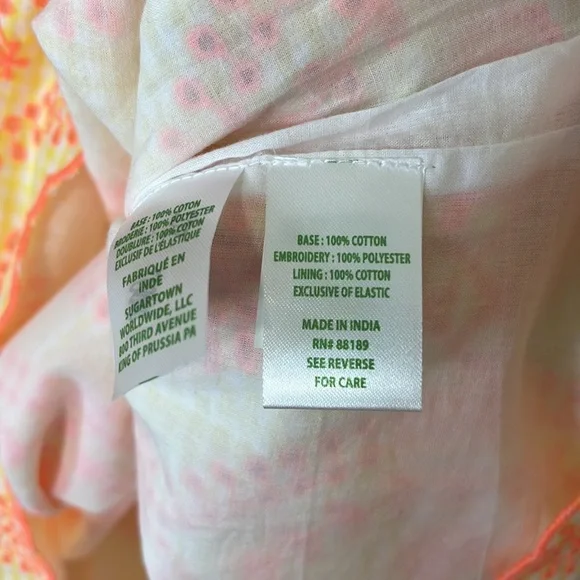 BASE : 100% COTON
BRODERIE : 100% POLYESTER
DOUBLURE : 100% COTON
EXCLUSIF DE L'ÉLASTIQUE
FABRIQUÉ EN
INDE
SUGARTOWN
WORLDWIDE, LLC
800 THIRD AVENUE
KING OF PRUSSIA PA
BASE : 100% COTTON
EMBROIDERY : 100% POLYESTER
LINING : 100% COTTON
EXCLUSIVE OF ELASTIC
MADE IN INDIA
RN# 88189
SEE REVERSE
FOR CARE